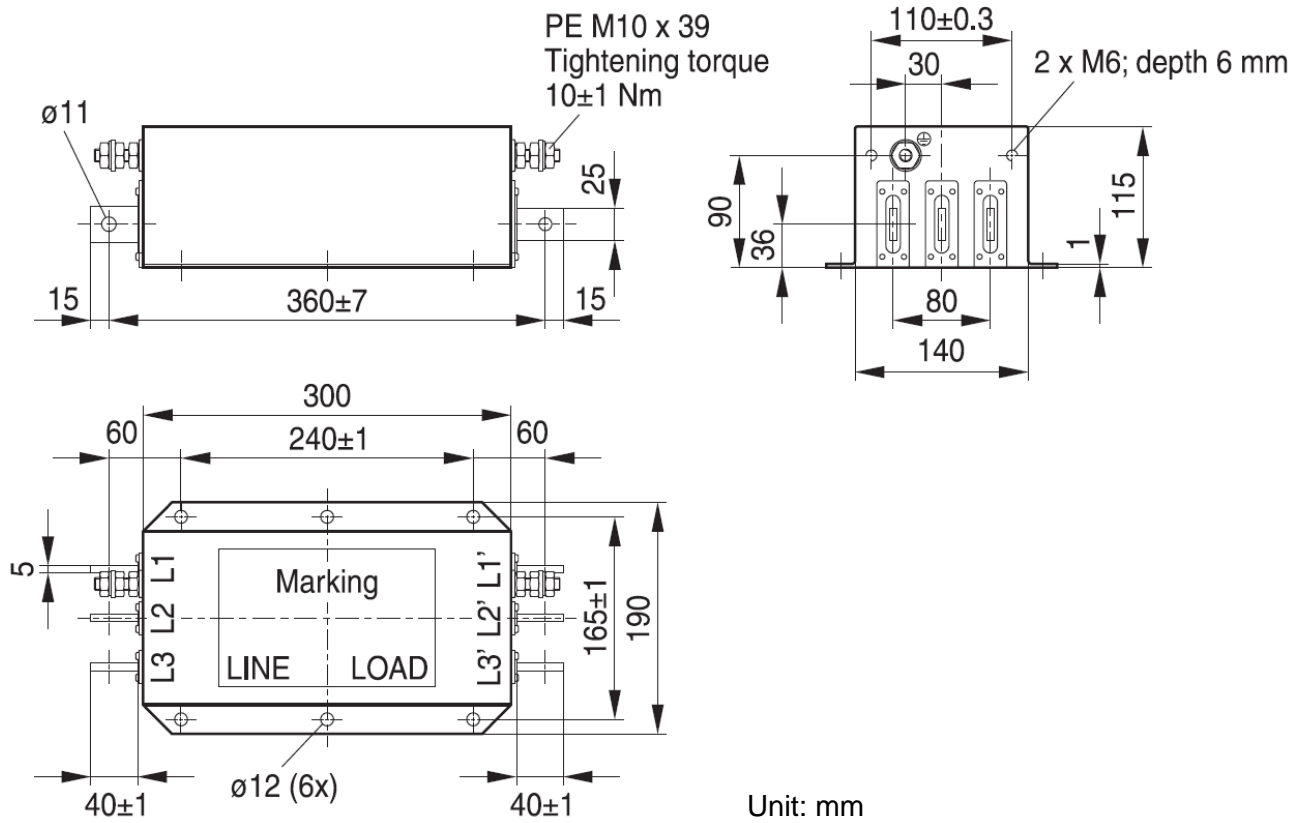 PE M10 x 39
Tightening torque
10±1 Nm
110±0.3
30
2 x M6; depth 6 mm
ø11
25
90
36
115
1
15
360±7
15
80
140
300
60
240±1
60
5
L1
L2
L3
Marking
LINE
LOAD
L1'
L2'
L3'
165±1
190
40±1
ø12 (6x)
40±1
Unit: mm